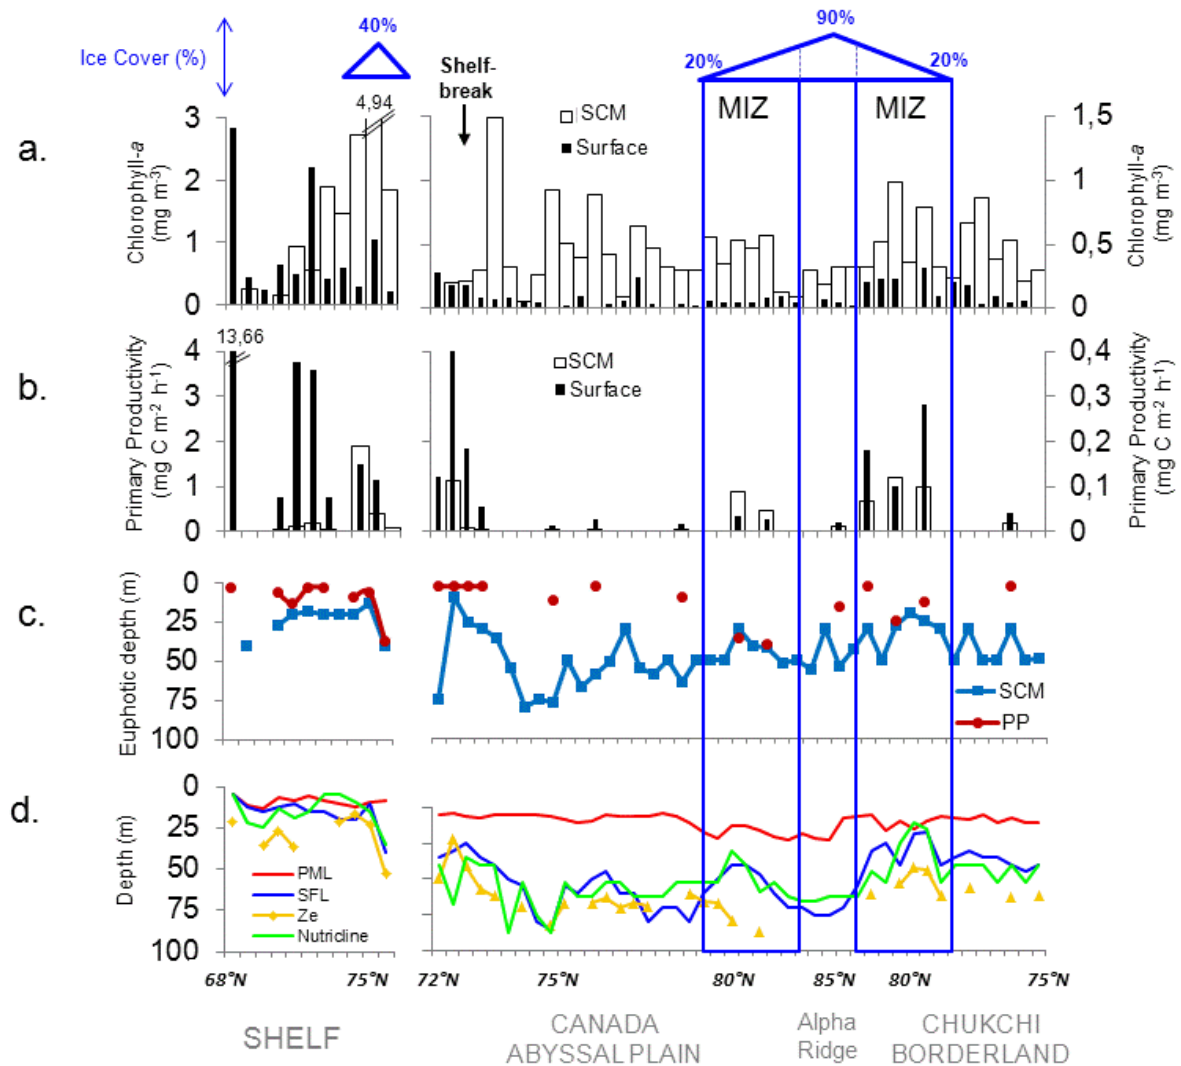 90%
40%
Ice Cover (%)
20%
20%
Shelf-
break
MIZ
MIZ
4,94
a.
SCM
Surface
Chlorophyll-a
(mg m-3)
3
2
1
0
1,5
1
0,5
0
Chlorophyll-a
(mg m-3)
13,66
b.
SCM
Surface
Primary Productivity
(mg C m-2 h-1)
4
3
2
1
0
0,4
0,3
0,2
0,1
0
Primary Productivity
(mg C m-2 h-1)
c.
Euphotic depth (m)
0
25
50
75
100
SCM
PP
d.
Depth (m)
0
25
50
75
100
PML
SFL
Ze
Nutricline
68°N
75°N
72°N
75°N
80°N
85°N
80°N
75°N
SHELF
CANADA
ABYSSAL PLAIN
Alpha
Ridge
CHUKCHI
BORDERLAND